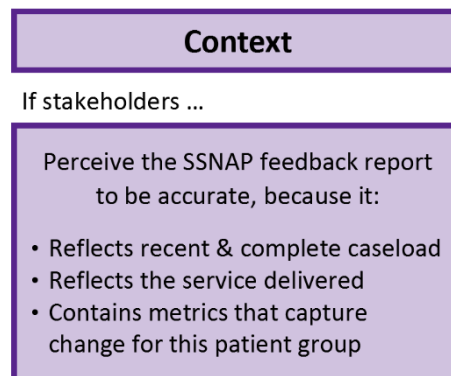 Context
If stakeholders ...
Perceive the SSNAP feedback report
to be accurate, because it:
• Reflects recent & complete caseload
• Reflects the service delivered
• Contains metrics that capture
change for this patient group